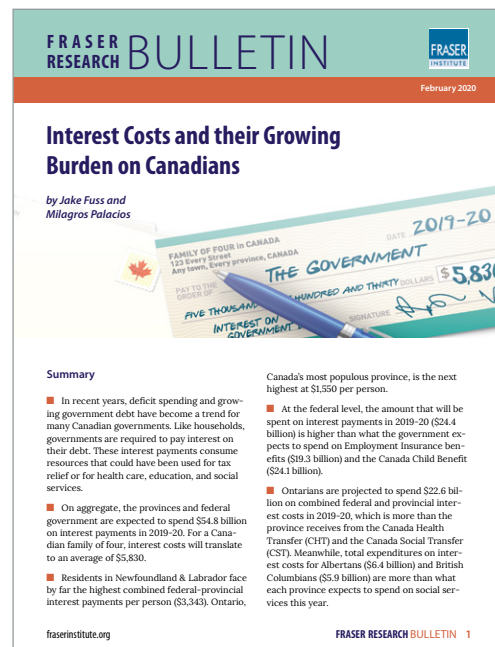 FRASER
RESEARCH BULLETIN
FRASER
INSTITUTE
February 2020
Interest Costs and their Growing
Burden on Canadians
by Jake Fuss and
Milagros Palacios
FAMILY OF FOUR in CANADA
123 Every Street
Any town, Every province, CANADA
DATE 2019-20
PAY TO THE
ORDER OF
THE GOVERNMENT
$5,830
FIVE THOUSAND HUNDRED AND THIRTY DOLLARS
INTEREST ON
GOVERNMENT
SIGNATURE
Summary
In recent years, deficit spending and grow-
ing government debt have become a trend for
many Canadian governments. Like households,
governments are required to pay interest on
their debt. These interest payments consume
resources that could have been used for tax
relief or for health care, education, and social
services.
On aggregate, the provinces and federal
government are expected to spend $54.8 billion
on interest payments in 2019-20. For a Cana-
dian family of four, interest costs will translate
to an average of $5,830.
Residents in Newfoundland & Labrador face
by far the highest combined federal-provincial
interest payments per person ($3,343). Ontario,
Canada's most populous province, is the next
highest at $1,550 per person.
At the federal level, the amount that will be
spent on interest payments in 2019-20 ($24.4
billion) is higher than what the government ex-
pects to spend on Employment Insurance ben-
efits ($19.3 billion) and the Canada Child Benefit
($24.1 billion).
Ontarians are projected to spend $22.6 bil-
lion on combined federal and provincial inter-
est costs in 2019-20, which is more than the
province receives from the Canada Health
Transfer (CHT) and the Canada Social Transfer
(CST). Meanwhile, total expenditures on inter-
est costs for Albertans ($6.4 billion) and British
Columbians ($5.9 billion) are more than what
each province expects to spend on social ser-
vices this year.
fraserinstitute.org
FRASER RESEARCH BULLETIN 1